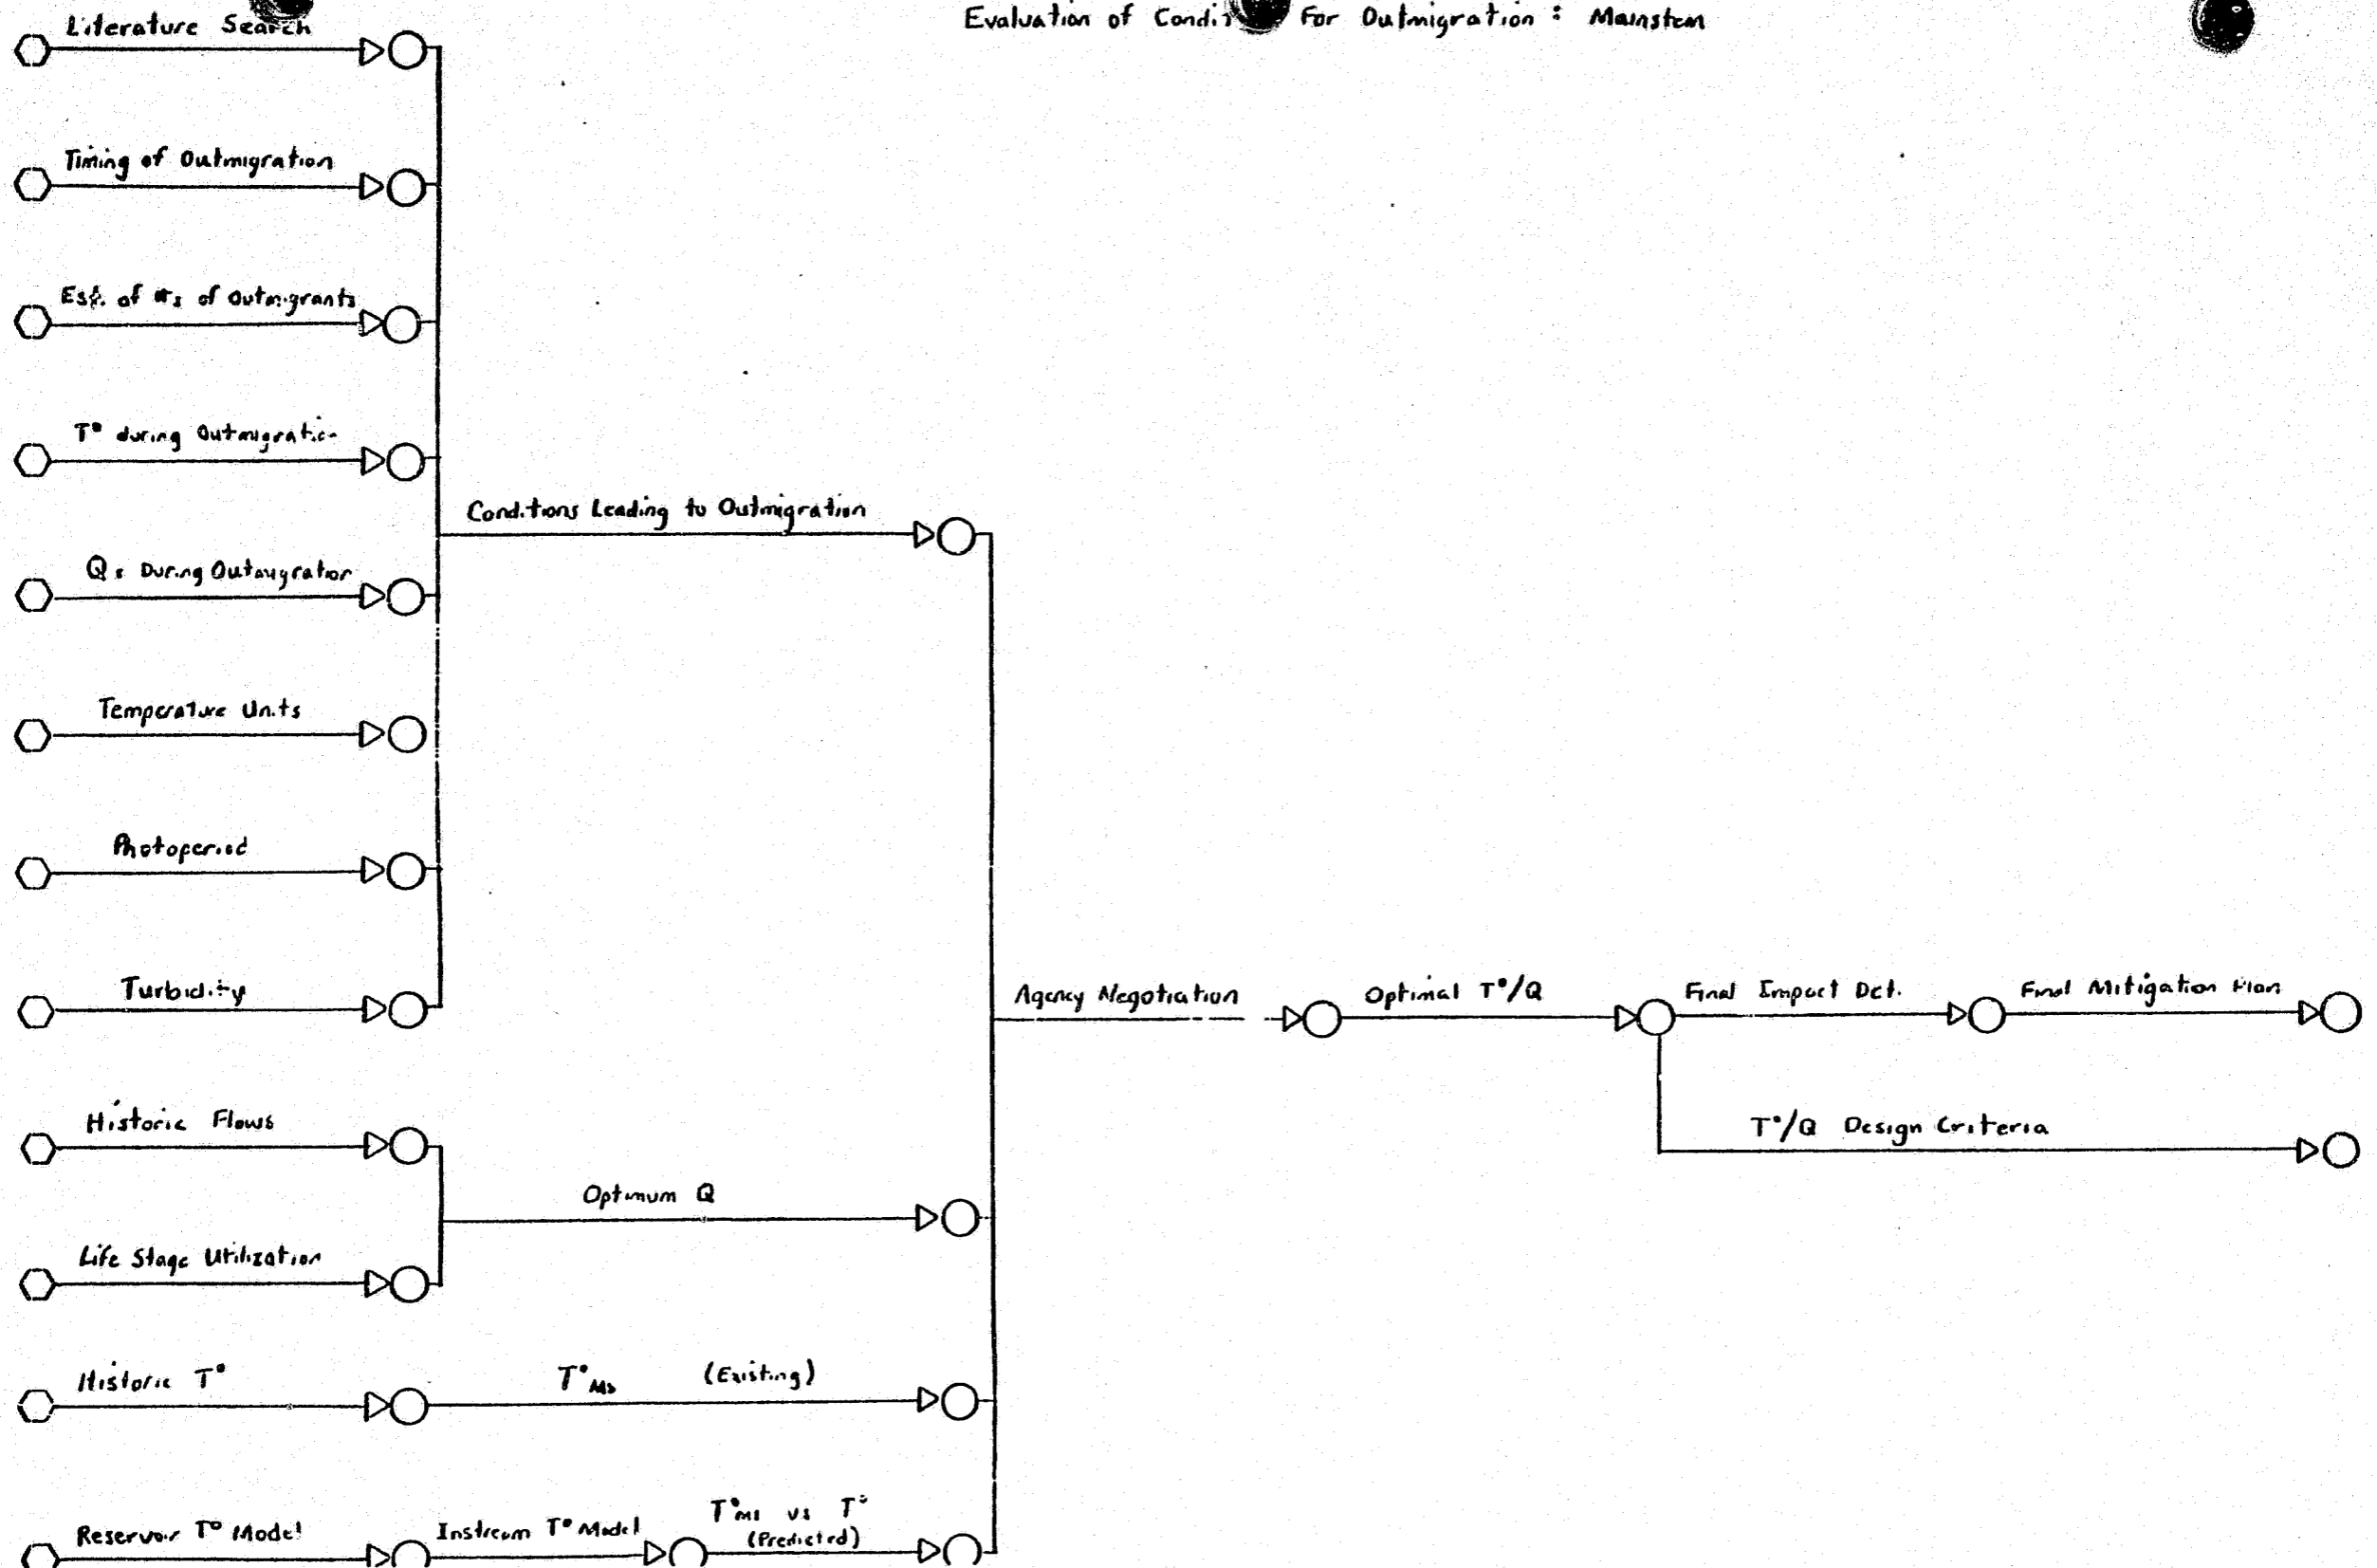 Evaluation of Condi For Outmigration : Mainstem
Literature Search
Timing of Outmigration
Est. of #s of Outmigrants
T° during Outmigration
Conditions Leading to Outmigration
Qs During Outmigration
Temperature Units
Photoperiod
Turbidity
Agency Negotiation
Optimal T°/Q
Final Impact Det.
Final Mitigation Plan
Historic Flows
T°/Q Design Criteria
Optimum Q
Life Stage Utilization
Historic T°
T°Ms (Existing)
Reservoir T° Model
Instream T° Model
T°Ms vs T°
(Predicted)